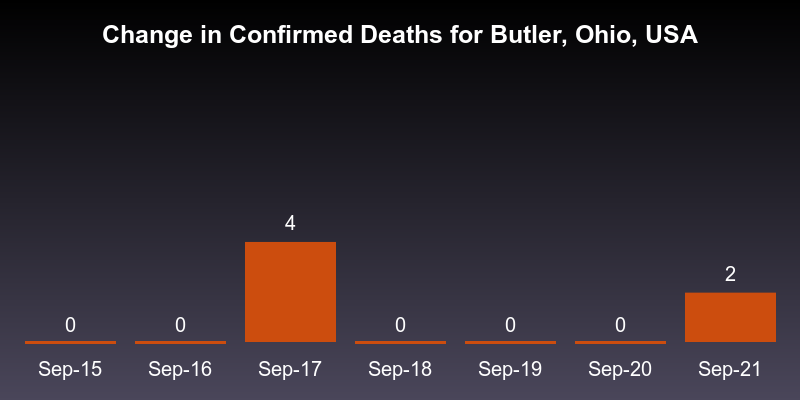 Change in Confirmed Deaths for Butler, Ohio, USA
4
2
0 0 0 0 0
Sep-15 Sep-16 Sep-17 Sep-18 Sep-19 Sep-20 Sep-21